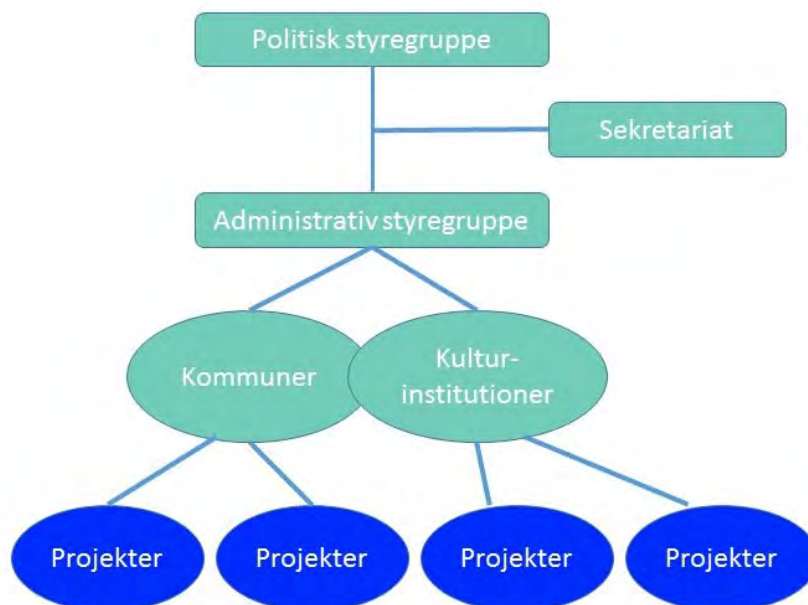 Politisk styregruppe
Sekretariat
Administrativ styregruppe
Kommuner
Kultur-
institutioner
Projekter
Projekter
Projekter
Projekter